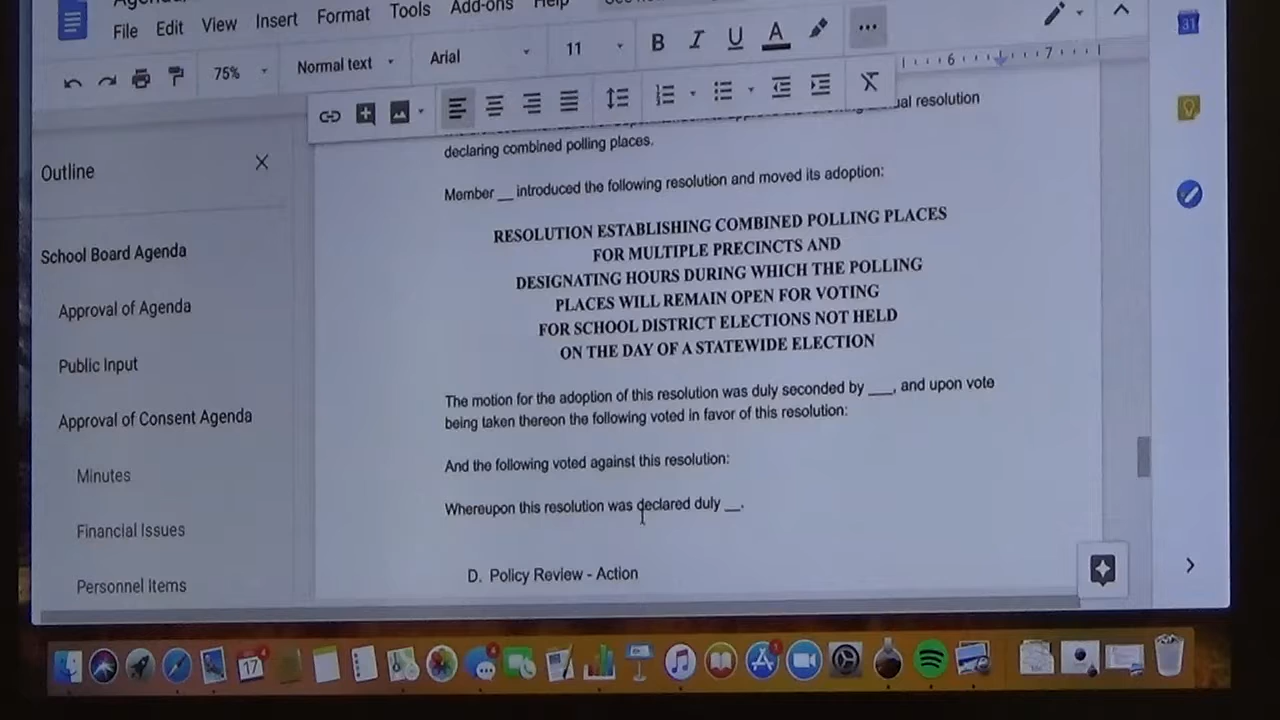 File Edit View Insert Format Tools Add-ons Help
75% Normal text Arial 11 B I U A
6 7
31
Outline
School Board Agenda
Approval of Agenda
Public Input
Approval of Consent Agenda
Minutes
Financial Issues
Personnel Items
resolution
declaring combined polling places.
Member __ introduced the following resolution and moved its adoption:
RESOLUTION ESTABLISHING COMBINED POLLING PLACES
FOR MULTIPLE PRECINCTS AND
DESIGNATING HOURS DURING WHICH THE POLLING
PLACES WILL REMAIN OPEN FOR VOTING
FOR SCHOOL DISTRICT ELECTIONS NOT HELD
ON THE DAY OF A STATEWIDE ELECTION
The motion for the adoption of this resolution was duly seconded by ___, and upon vote
being taken thereon the following voted in favor of this resolution:
And the following voted against this resolution:
Whereupon this resolution was declared duly __.
D. Policy Review - Action
17